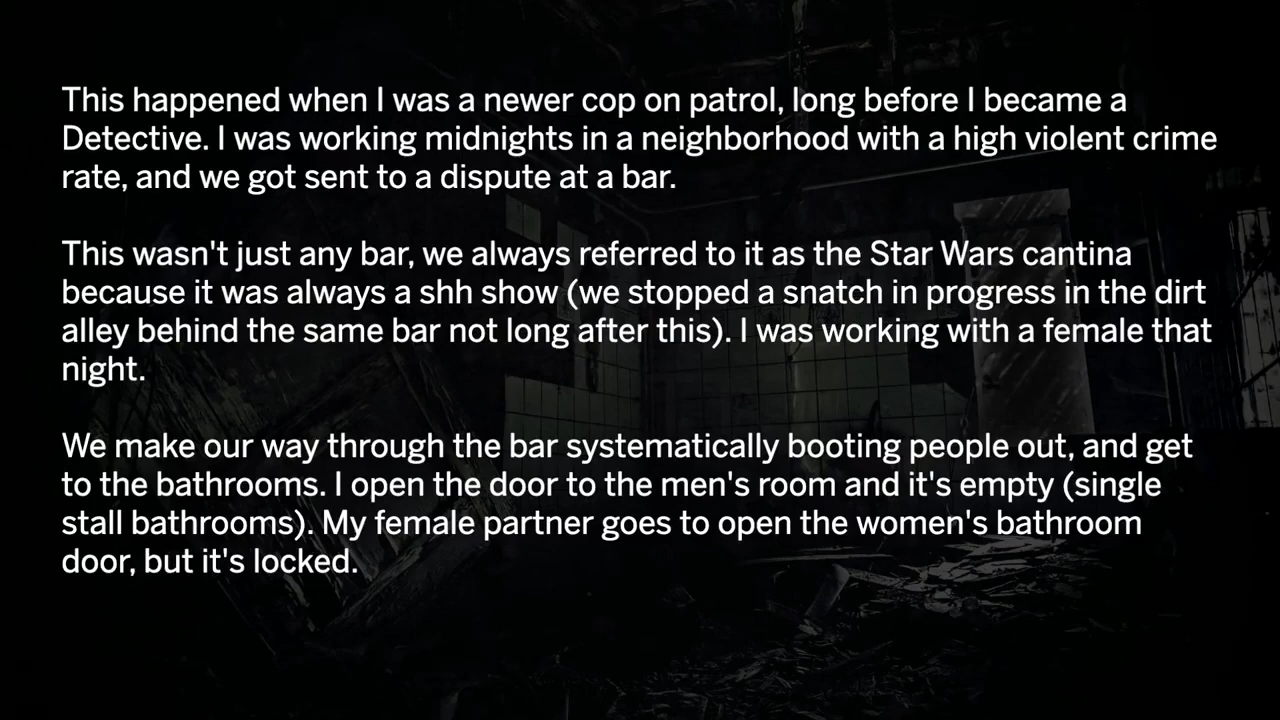 This happened when I was a newer cop on patrol, long before I became a
Detective. I was working midnights in a neighborhood with a high violent crime
rate, and we got sent to a dispute at a bar.
This wasn't just any bar, we always referred to it as the Star Wars cantina
because it was always a shh show (we stopped a snatch in progress in the dirt
alley behind the same bar not long after this). I was working with a female that
night.
We make our way through the bar systematically booting people out, and get
to the bathrooms. I open the door to the men's room and it's empty (single
stall bathrooms). My female partner goes to open the women's bathroom
door, but it's locked.